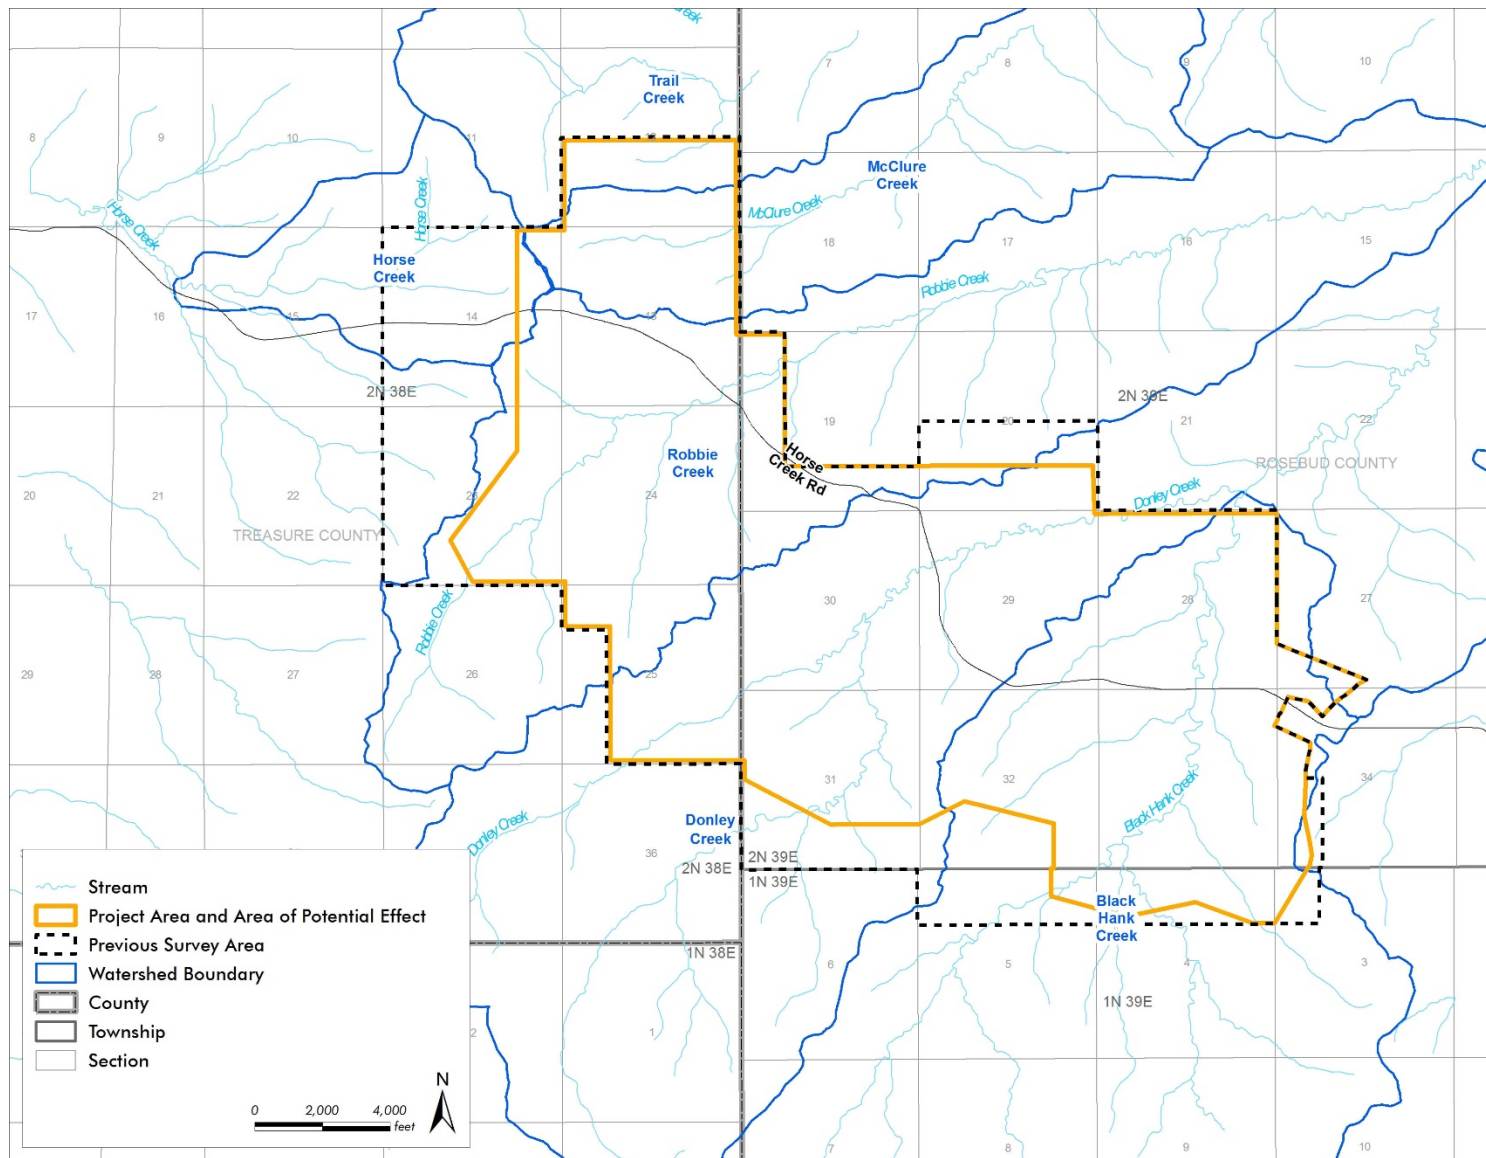 Creek
Trail
Creek
7
8
9
10
8
9
10
11
12
McClure
Creek
McClure Creek
Horse Creek
Horse Creek
Horse
Creek
18
17
16
15
Robbie Creek
17
16
15
14
13
2N 38E
2N 39E
19
20
21
22
Horse
Creek Rd
Robbie
Creek
ROSEBUD COUNTY
Donley Creek
20
21
22
23
24
TREASURE COUNTY
30
29
28
27
Robbie Creek
29
28
27
26
25
31
32
34
Black Hank Creek
Donley Creek
Donley
Creek
36
2N 38E
2N 39E
1N 39E
Black
Hank
Creek
1N 38E
6
5
4
3
1N 39E
2
1
7
8
9
10
Stream
Project Area and Area of Potential Effect
Previous Survey Area
Watershed Boundary
County
Township
Section
N
0 2,000 4,000
feet